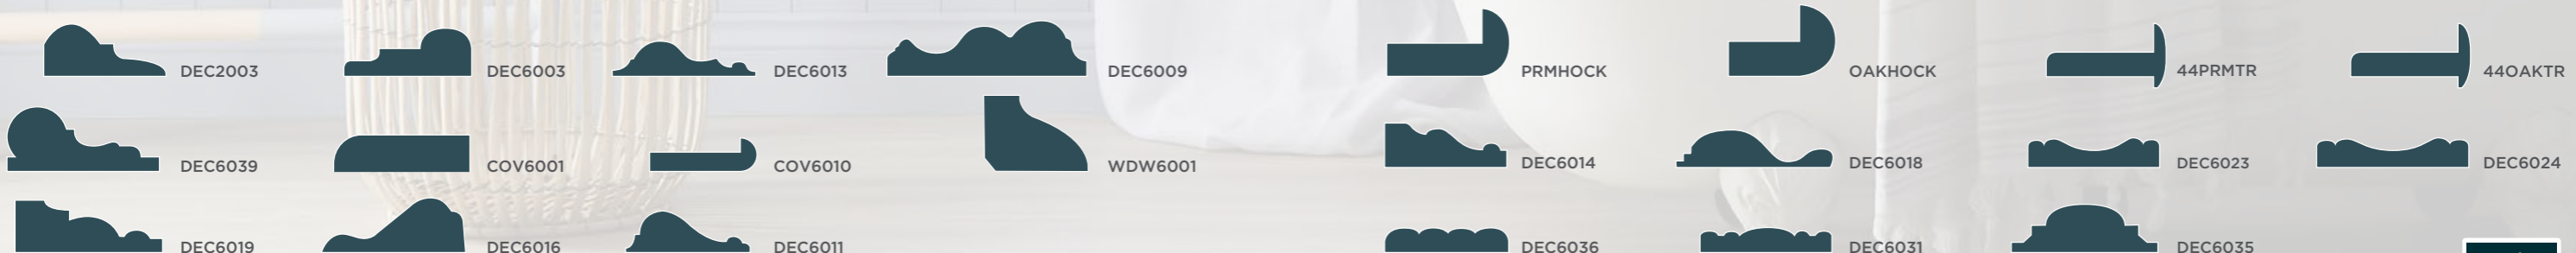 DEC2003 DEC6003 DEC6013 DEC6009 PRMHOCK OAKHOCK 44PRMTR 44OAKTR
DEC6039 COV6001 COV6010 WDW6001 DEC6014 DEC6018 DEC6023 DEC6024
DEC6019 DEC6016 DEC6011 DEC6036 DEC6031 DEC6035